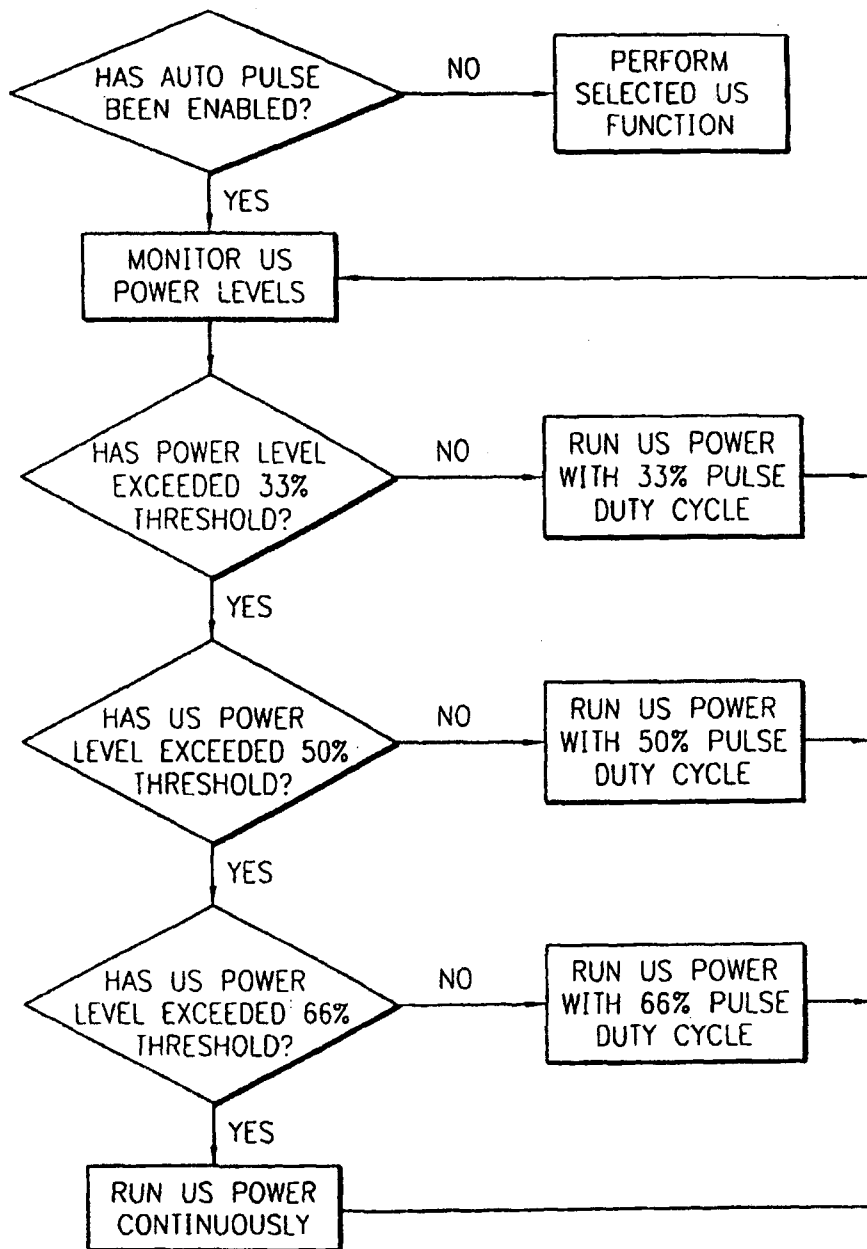 HAS AUTO PULSE
BEEN ENABLED?
NO
PERFORM
SELECTED US
FUNCTION
YES
MONITOR US
POWER LEVELS
HAS POWER LEVEL
EXCEEDED 33%
THRESHOLD?
NO
RUN US POWER
WITH 33% PULSE
DUTY CYCLE
YES
HAS US POWER
LEVEL EXCEEDED 50%
THRESHOLD?
NO
RUN US POWER
WITH 50% PULSE
DUTY CYCLE
YES
HAS US POWER
LEVEL EXCEEDED 66%
THRESHOLD?
NO
RUN US POWER
WITH 66% PULSE
DUTY CYCLE
YES
RUN US POWER
CONTINUOUSLY